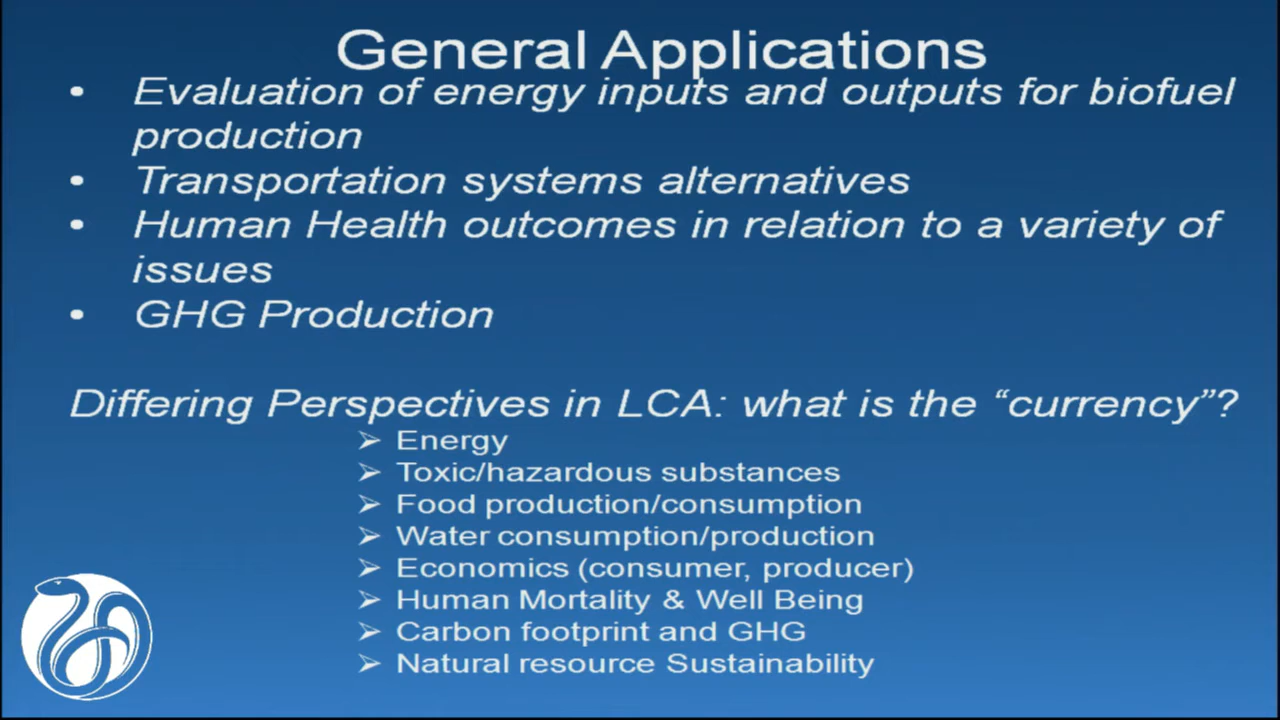 General Applications
• Evaluation of energy inputs and outputs for biofuel
production
• Transportation systems alternatives
• Human Health outcomes in relation to a variety of
issues
• GHG Production
Differing Perspectives in LCA: what is the “currency”?
➢ Energy
➢ Toxic/hazardous substances
➢ Food production/consumption
➢ Water consumption/production
➢ Economics (consumer, producer)
➢ Human Mortality & Well Being
➢ Carbon footprint and GHG
➢ Natural resource Sustainability